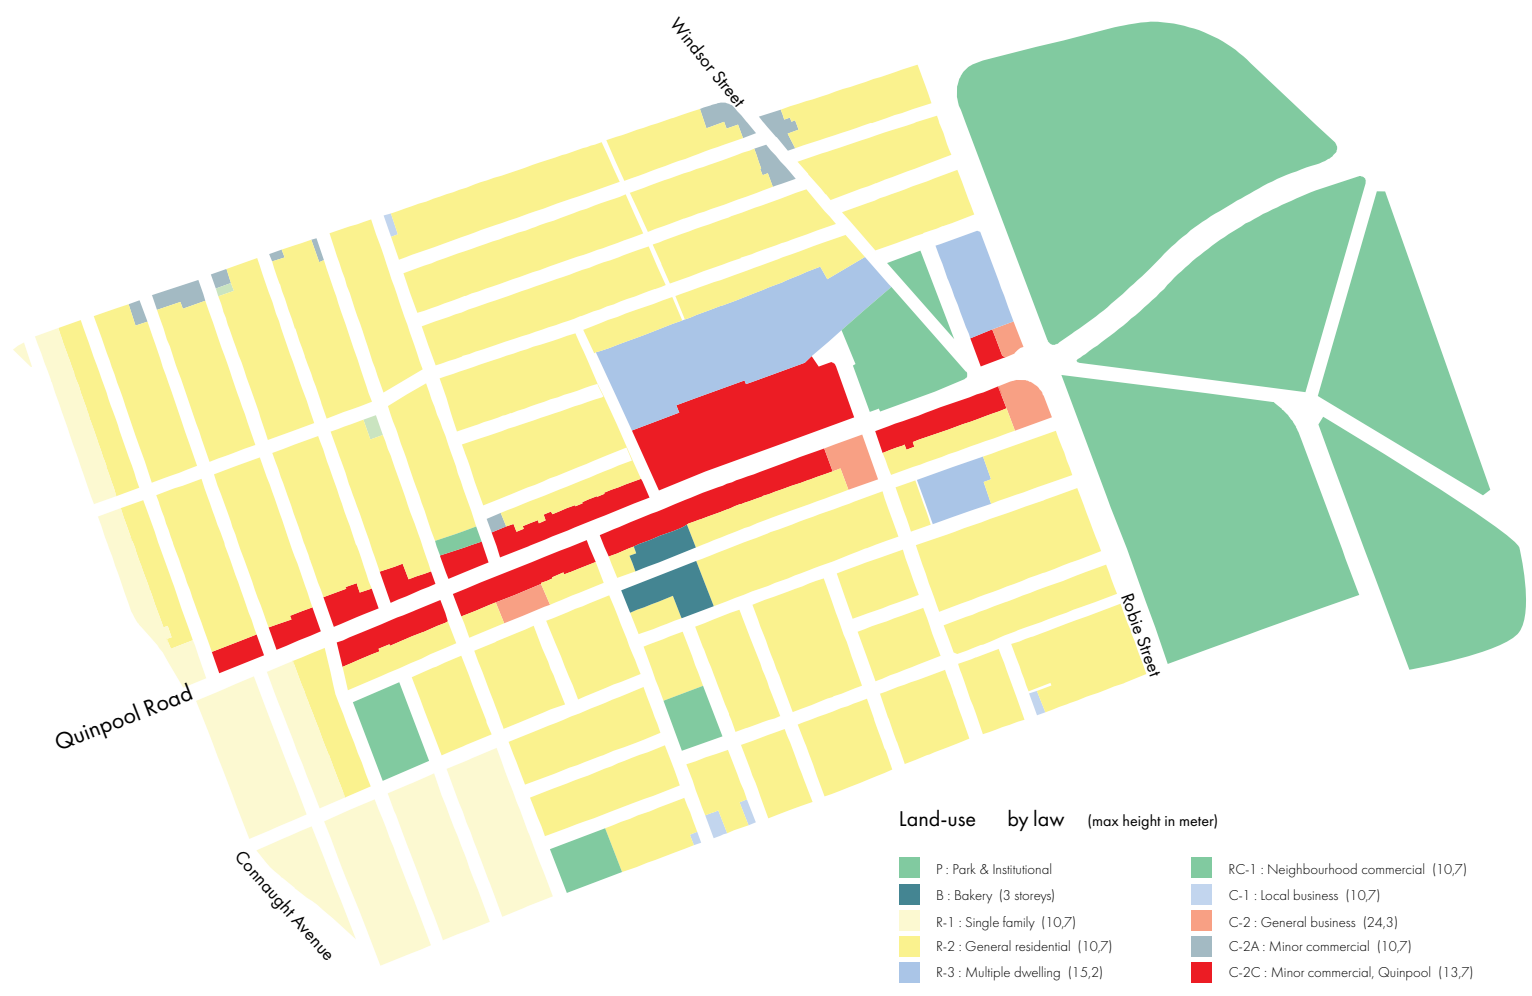 Windsor Street
Robie Street
Quinpool Road
Connaught Avenue
Land-use by law (max height in meter)
P : Park & Institutional
B : Bakery (3 storeys)
R-1 : Single family (10,7)
R-2 : General residential (10,7)
R-3 : Multiple dwelling (15,2)
RC-1 : Neighbourhood commercial (10,7)
C-1 : Local business (10,7)
C-2 : General business (24,3)
C-2A : Minor commercial (10,7)
C-2C : Minor commercial, Quinpool (13,7)